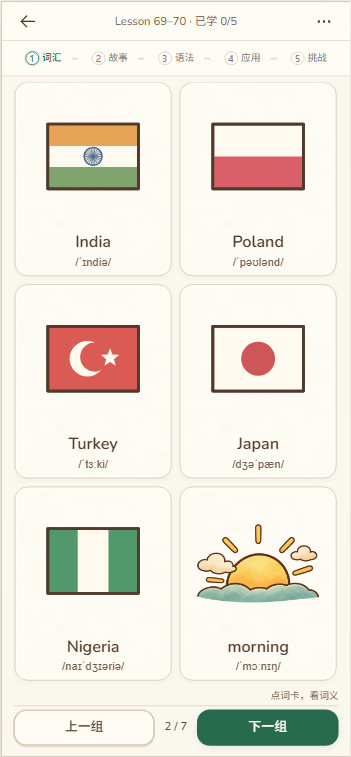 Lesson 69–70 · 已学 0/5
1 词汇 – 2 故事 – 3 语法 – 4 应用 – 5 挑战
India
/ˈɪndiə/
Poland
/ˈpəʊlənd/
Turkey
/ˈtɜːki/
Japan
/dʒəˈpæn/
Nigeria
/naɪˈdʒɪəriə/
morning
/ˈmɔːnɪŋ/
点词卡，看词义
上一组
2 / 7
下一组